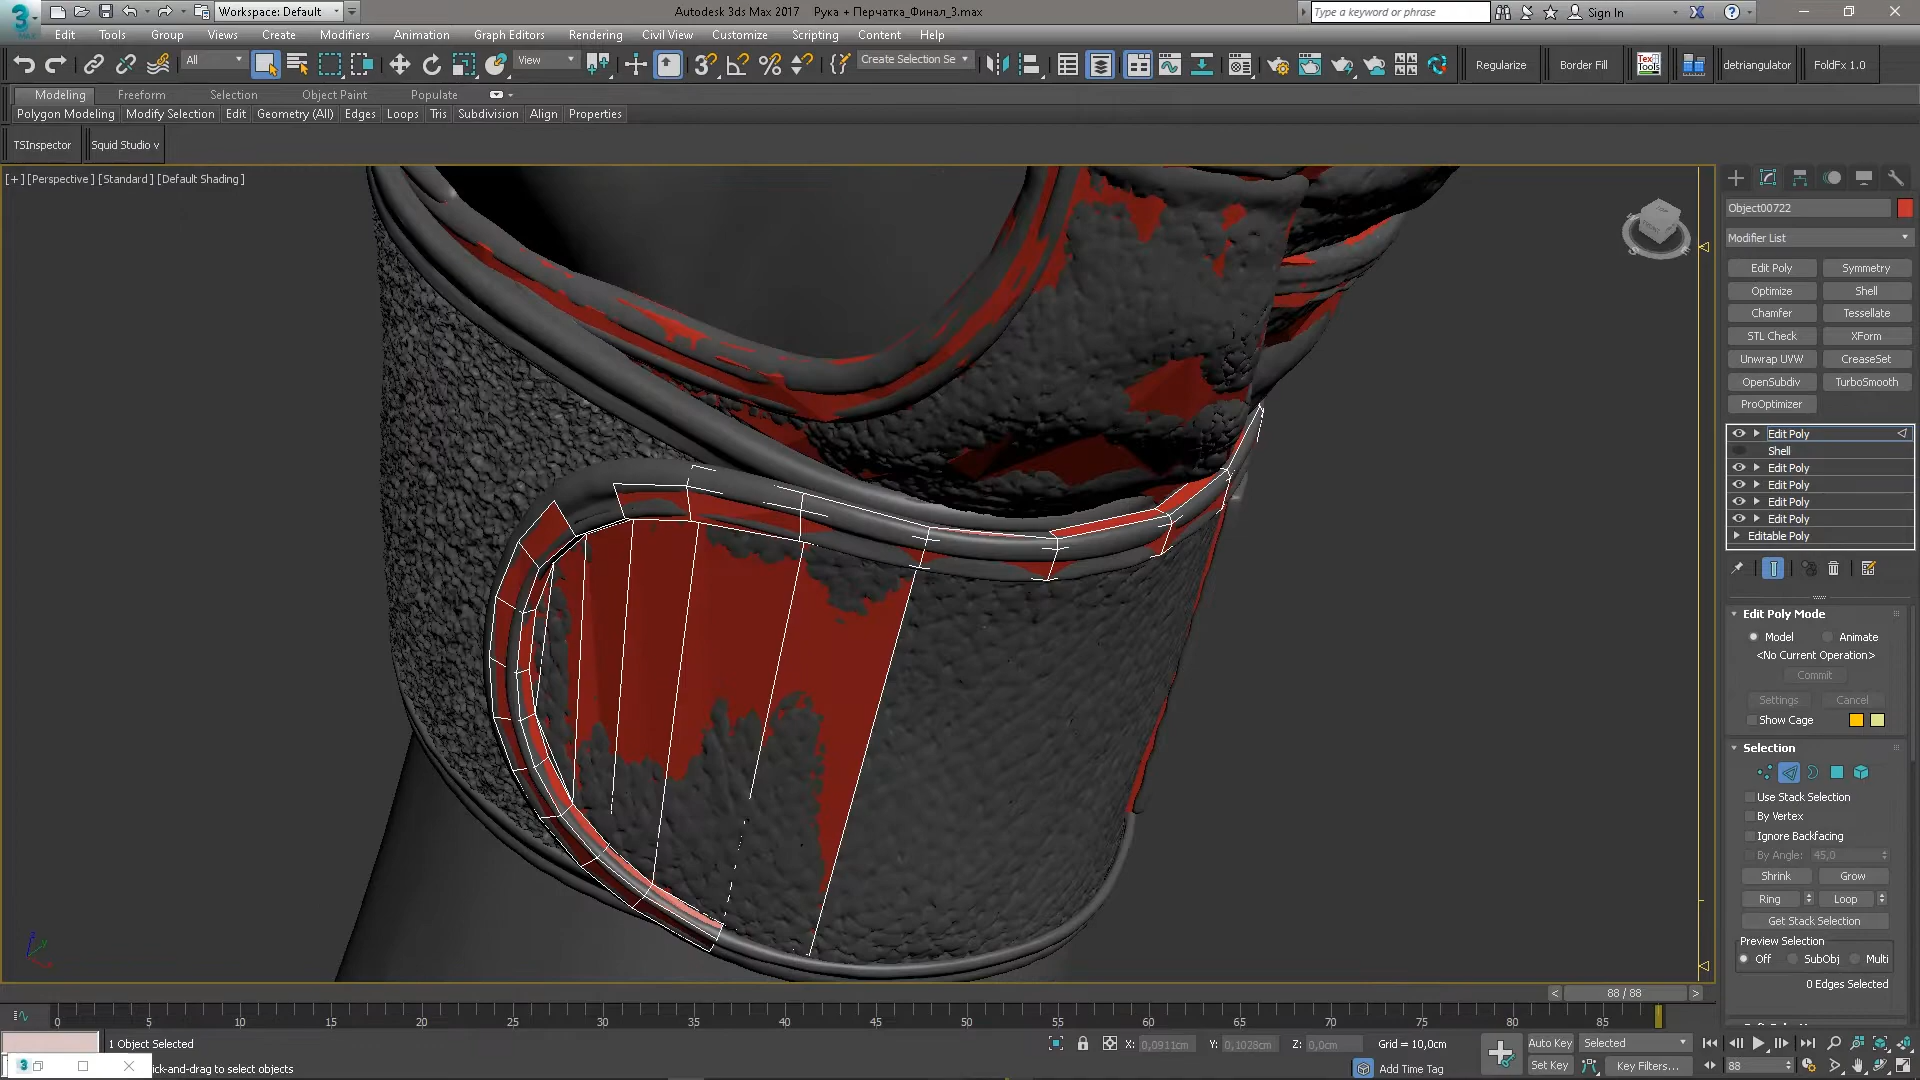 Workspace: Default
Autodesk 3ds Max 2017 Рука + Перчатка_Финал_3.max
Type a keyword or phrase
Sign In
MAX
Edit Tools Group Views Create Modifiers Animation Graph Editors Rendering Civil View Customize Scripting Content Help
All
View
Create Selection Se
Regularize
Border Fill
detriangulator
FoldFx 1.0
Modeling Freeform Selection Object Paint Populate
Polygon Modeling Modify Selection Edit Geometry (All) Edges Loops Tris Subdivision Align Properties
TSInspector
Squid Studio v
[+] [Perspective ] [Standard ] [Default Shading ]
Object00722
Modifier List
Edit Poly Symmetry
Optimize Shell
Chamfer Tessellate
STL Check XForm
Unwrap UVW CreaseSet
OpenSubdiv TurboSmooth
ProOptimizer
Edit Poly
Shell
Edit Poly
Edit Poly
Edit Poly
Edit Poly
Editable Poly
Edit Poly Mode
Model Animate
<No Current Operation>
Commit
Settings Cancel
Show Cage
Selection
Use Stack Selection
By Vertex
Ignore Backfacing
By Angle: 45,0
Shrink Grow
Ring Loop
Get Stack Selection
Preview Selection
Off SubObj Multi
0 Edges Selected
< 88 / 88 >
0 5 10 15 20 25 30 35 40 45 50 55 60 65 70 75 80 85
1 Object Selected
X: 0,0911cm Y: 0,1028cm Z: 0,0cm Grid = 10,0cm
Auto Key Selected
ick-and-drag to select objects
Add Time Tag
Set Key Key Filters...
88